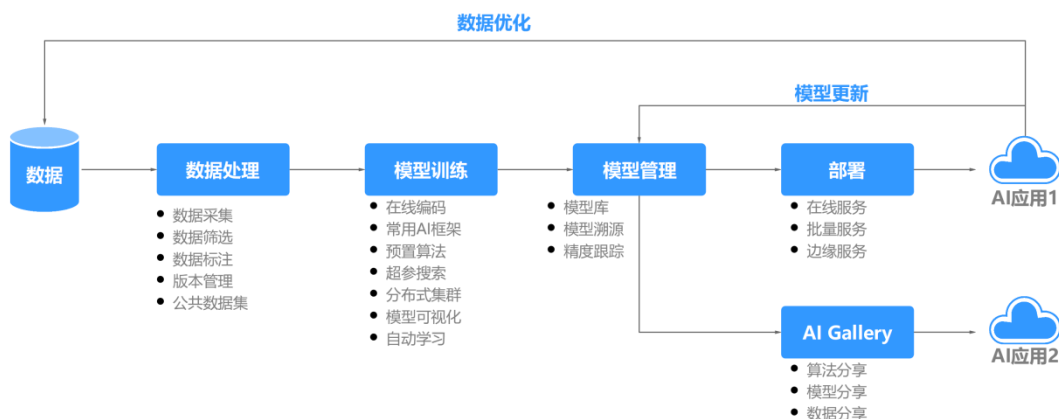 数据优化
模型更新
数据
数据处理
模型训练
模型管理
部署
AI应用1
数据采集
数据筛选
数据标注
版本管理
公共数据集
在线编码
常用AI框架
预置算法
超参搜索
分布式集群
模型可视化
自动学习
模型库
模型溯源
精度跟踪
在线服务
批量服务
边缘服务
AI Gallery
AI应用2
算法分享
模型分享
数据分享